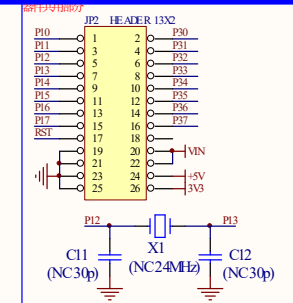 JP2 HEADER 13X2
P10 1 2 P30
P11 3 4 P31
P12 5 6 P32
P13 7 8 P33
P14 9 10 P34
P15 11 12 P35
P16 13 14 P36
P17 15 16 P37
RST 17 18
19 20 VIN
21 22
23 24 +5V
25 26 3V3
P12 P13
C11 X1 C12
(NC30p) (NC24MHz) (NC30p)